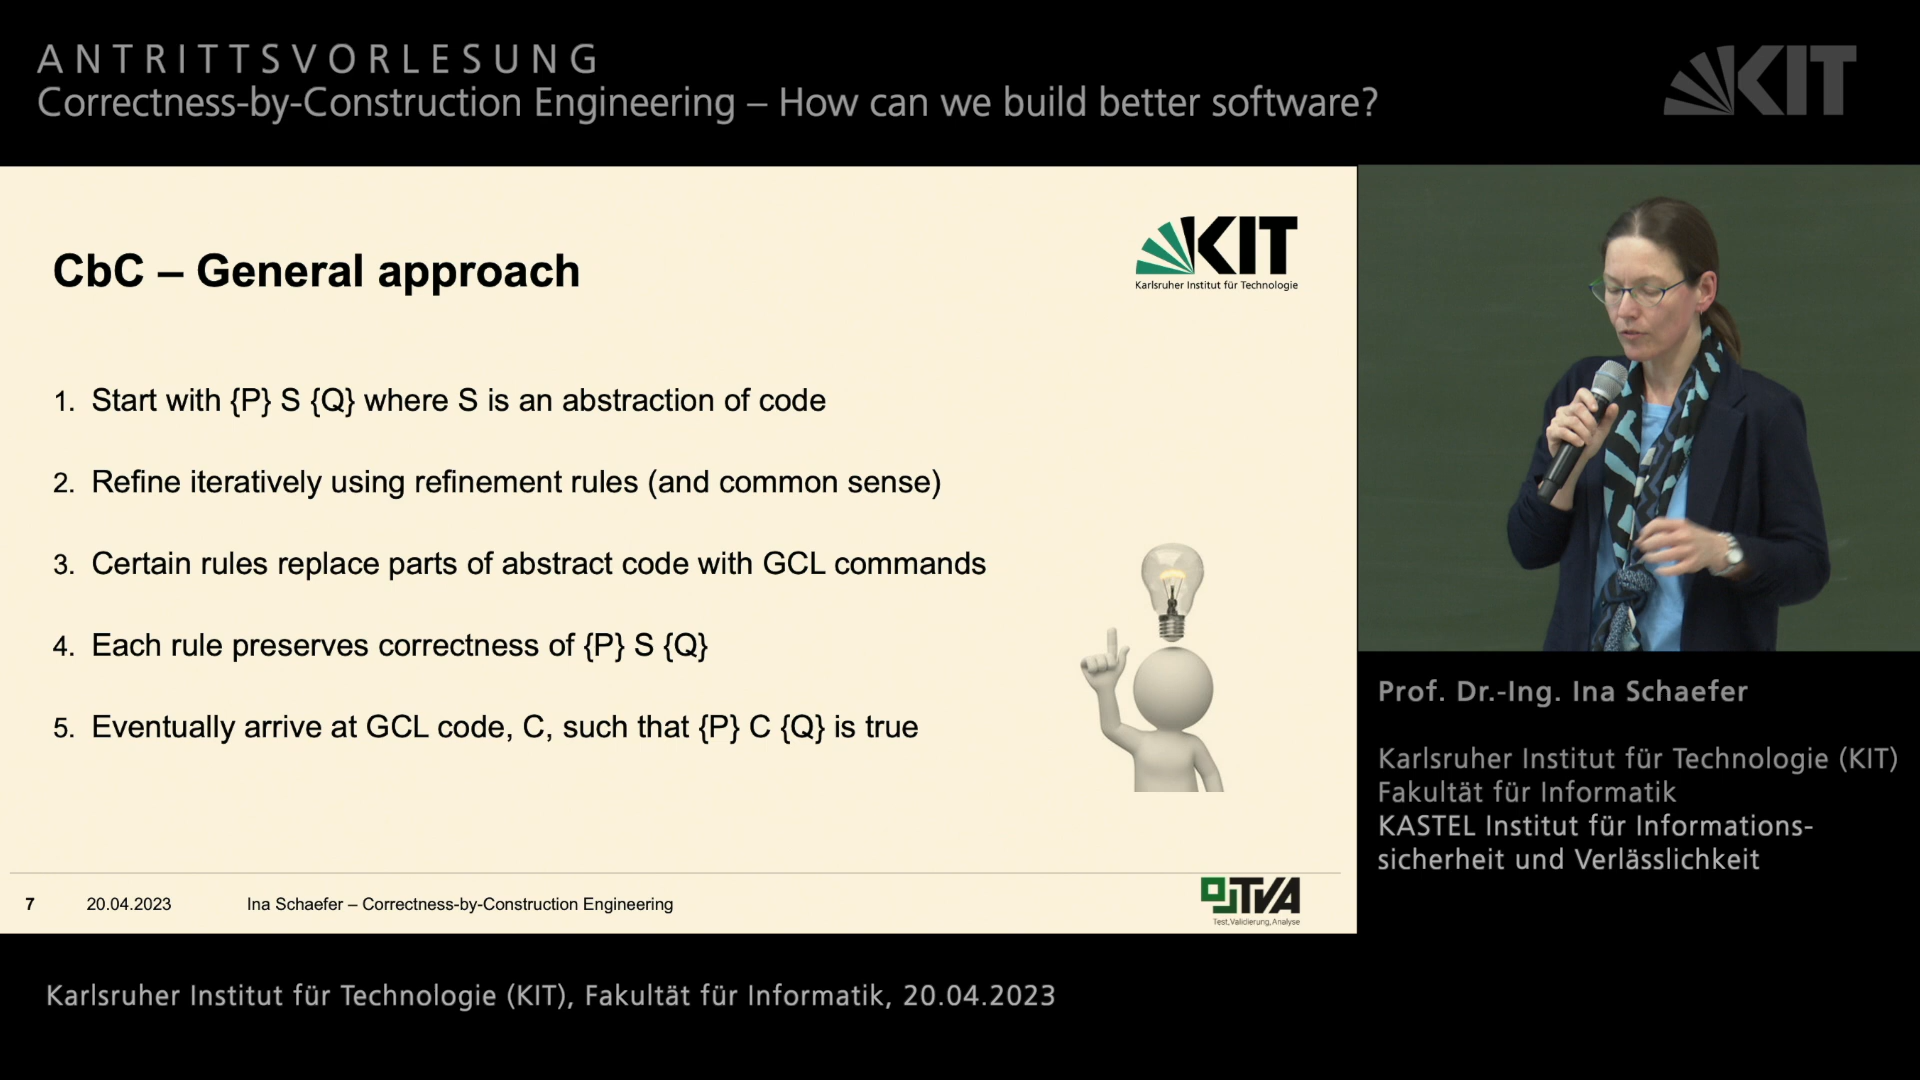 ANTRITTSVORLESUNG
Correctness-by-Construction Engineering – How can we build better software?
KIT
KIT
Karlsruher Institut für Technologie
CbC – General approach
1. Start with {P} S {Q} where S is an abstraction of code
2. Refine iteratively using refinement rules (and common sense)
3. Certain rules replace parts of abstract code with GCL commands
4. Each rule preserves correctness of {P} S {Q}
5. Eventually arrive at GCL code, C, such that {P} C {Q} is true
7 20.04.2023 Ina Schaefer – Correctness-by-Construction Engineering
TVA
Test,Validierung,Analyse
Prof. Dr.-Ing. Ina Schaefer
Karlsruher Institut für Technologie (KIT)
Fakultät für Informatik
KASTEL Institut für Informations-
sicherheit und Verlässlichkeit
Karlsruher Institut für Technologie (KIT), Fakultät für Informatik, 20.04.2023